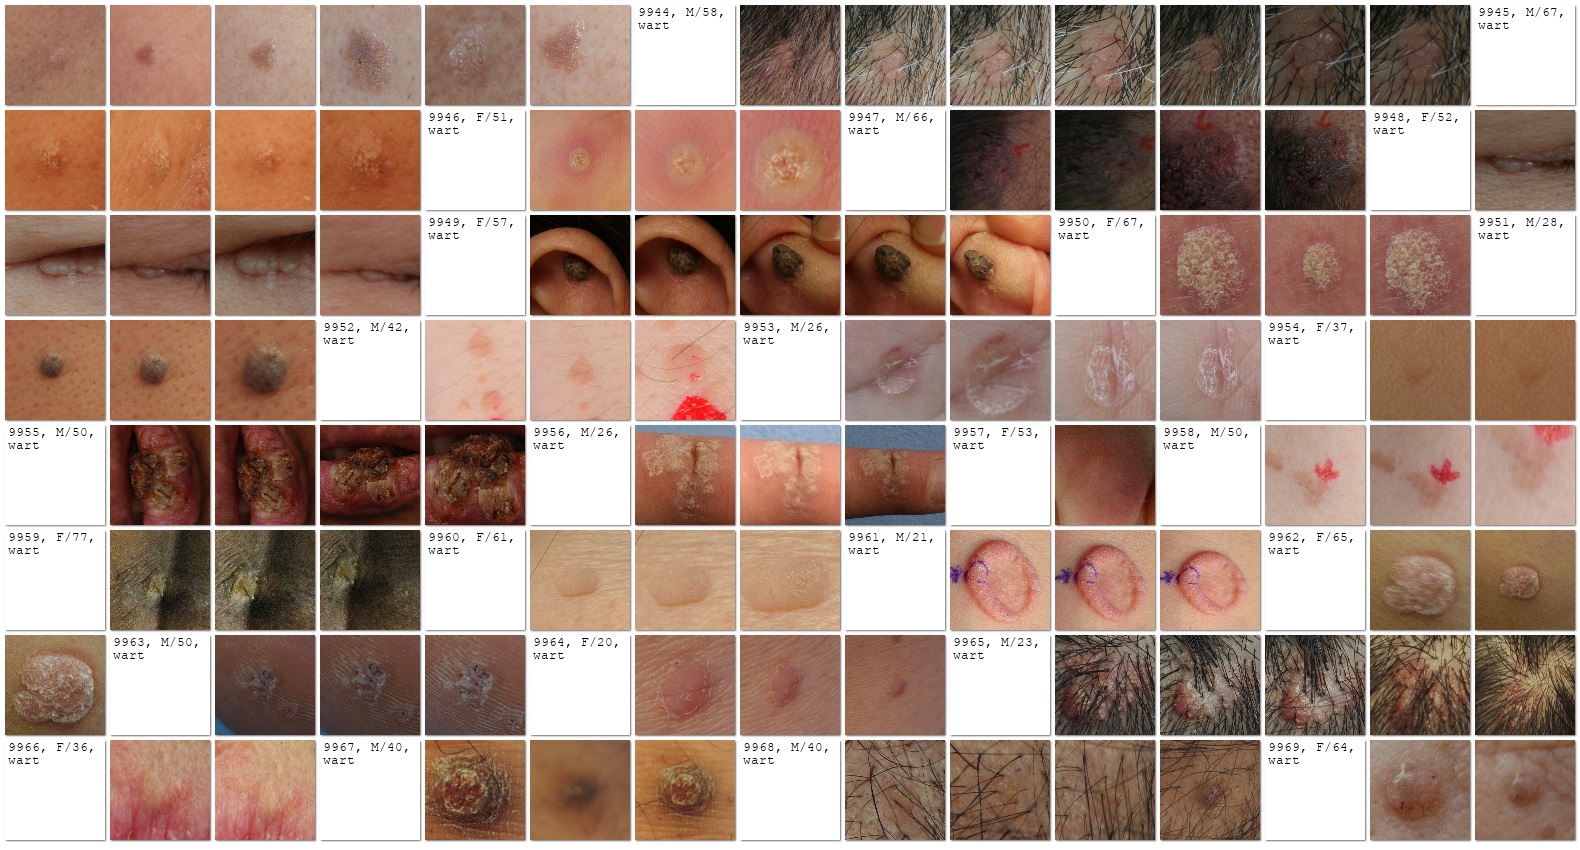 9944, M/58,
wart
9945, M/67,
wart
9946, F/51,
wart
9947, M/66,
wart
9948, F/52,
wart
9949, F/57,
wart
9950, F/67,
wart
9951, M/28,
wart
9952, M/42,
wart
9953, M/26,
wart
9954, F/37,
wart
9955, M/50,
wart
9956, M/26,
wart
9957, F/53,
wart
9958, M/50,
wart
9959, F/77,
wart
9960, F/61,
wart
9961, M/21,
wart
9962, F/65,
wart
9963, M/50,
wart
9964, F/20,
wart
9965, M/23,
wart
9966, F/36,
wart
9967, M/40,
wart
9968, M/40,
wart
9969, F/64,
wart